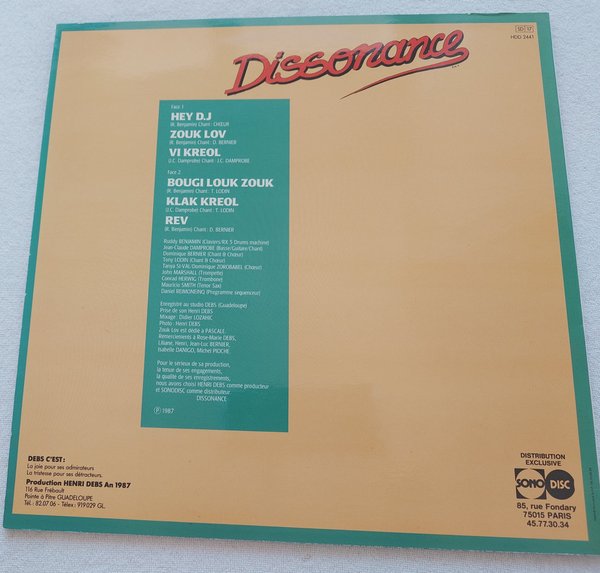 Dissonance
SD 17
HDD 2441
Face 1
HEY D.J
(R. Benjamin) Chant : CHŒUR
ZOUK LOV
(R. Benjamin) Chant : D. BERNIER
VI KREOL
(J.C. Damprobe) Chant : J.C. DAMPROBE
Face 2
BOUGI LOUK ZOUK
(R. Benjamin) Chant : T. LODIN
KLAK KREOL
(J.C. Damprobe) Chant : T. LODIN
REV
(R. Benjamin) Chant : D. BERNIER
Ruddy BENJAMIN (Claviers/RX 5 Drums machine)
Jean-Claude DAMPROBE (Basse/Guitare/Chant)
Dominique BERNIER (Chant & Chœur)
Tony LODIN (Chant & Chœur)
Tanya SI-VAL Dominique ZOROBABEL (Chœur)
John MARSHALL (Trompette)
Conrad HERWIG (Trombone)
Mauricio SMITH (Tenor Sax)
Daniel REIMONSINQ (Programme sequenceur)
Enregistré au studio DEBS (Guadeloupe)
Prise de son Henri DEBS
Mixage : Didier LOZAHIC
Photo : Henri DEBS
Zouk Lov est dédié à PASCALE.
Remerciements à Rose-Marie DEBS,
Liliane, Henri, Jean-Luc BERNIER,
Isabelle DANIGO, Michel PIOCHE
Pour le sérieux de sa production,
la tenue de ses engagements,
la qualité de ses enregistrements,
nous avons choisi HENRI DEBS comme producteur
et SONODISC comme distributeur
DISSONANCE
Ⓟ 1987
DEBS C'EST :
La joie pour ses admirateurs
La tristesse pour ses détracteurs.
Production HENRI DEBS An 1987
116 Rue Frébault
Pointe à Pitre GUADELOUPE
Tél. : 82.07.06 - Télex : 919.029 GL.
DISTRIBUTION
EXCLUSIVE
SONO DISC
85, rue Fondary
75015 PARIS
45.77.30.34